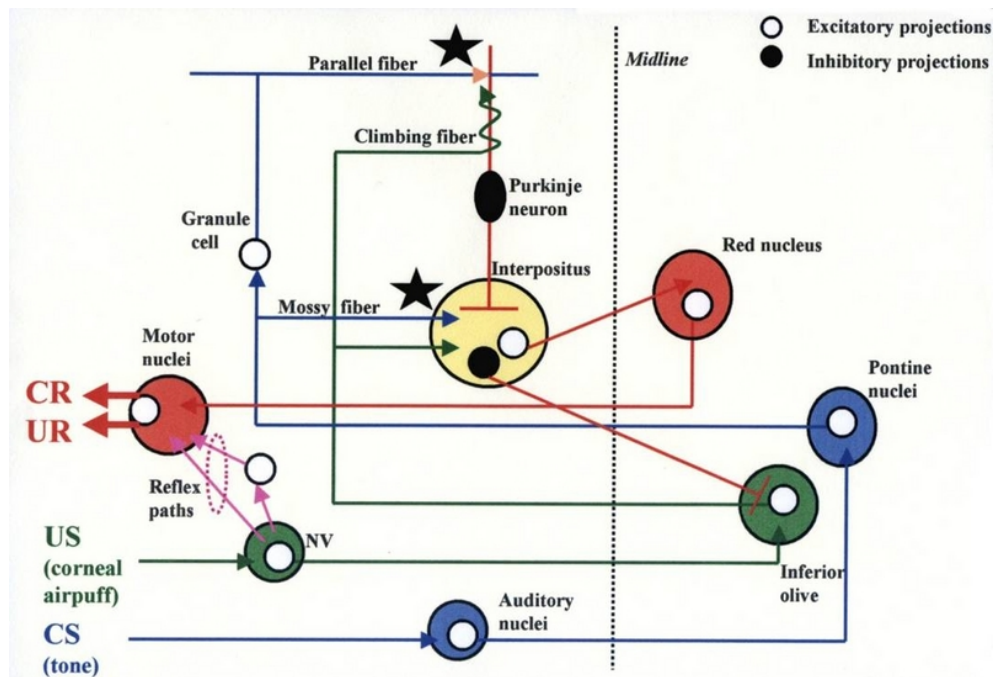 Excitatory projections
Inhibitory projections
Midline
Parallel fiber
Climbing fiber
Purkinje
neuron
Granule
cell
Interpositus
Red nucleus
Mossy fiber
Motor
nuclei
Pontine
nuclei
CR
UR
Reflex
paths
NV
US
(corneal
airpuff)
Inferior
olive
Auditory
nuclei
CS
(tone)